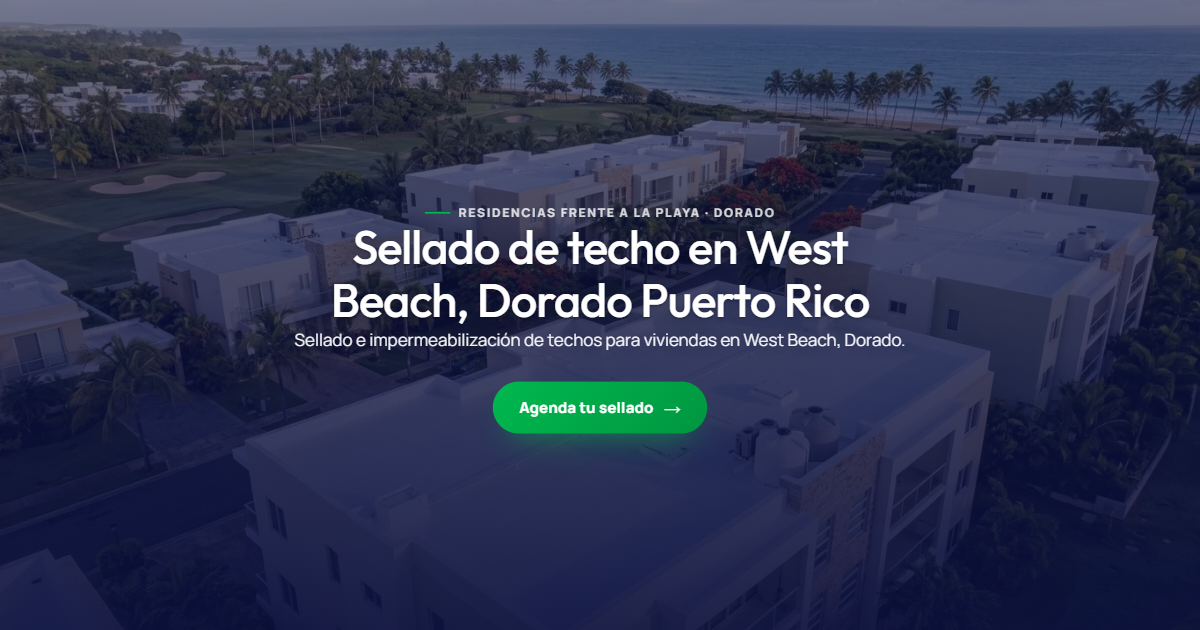 RESIDENCIAS FRENTE A LA PLAYA · DORADO
Sellado de techo en West
Beach, Dorado Puerto Rico
Sellado e impermeabilización de techos para viviendas en West Beach, Dorado.
Agenda tu sellado →